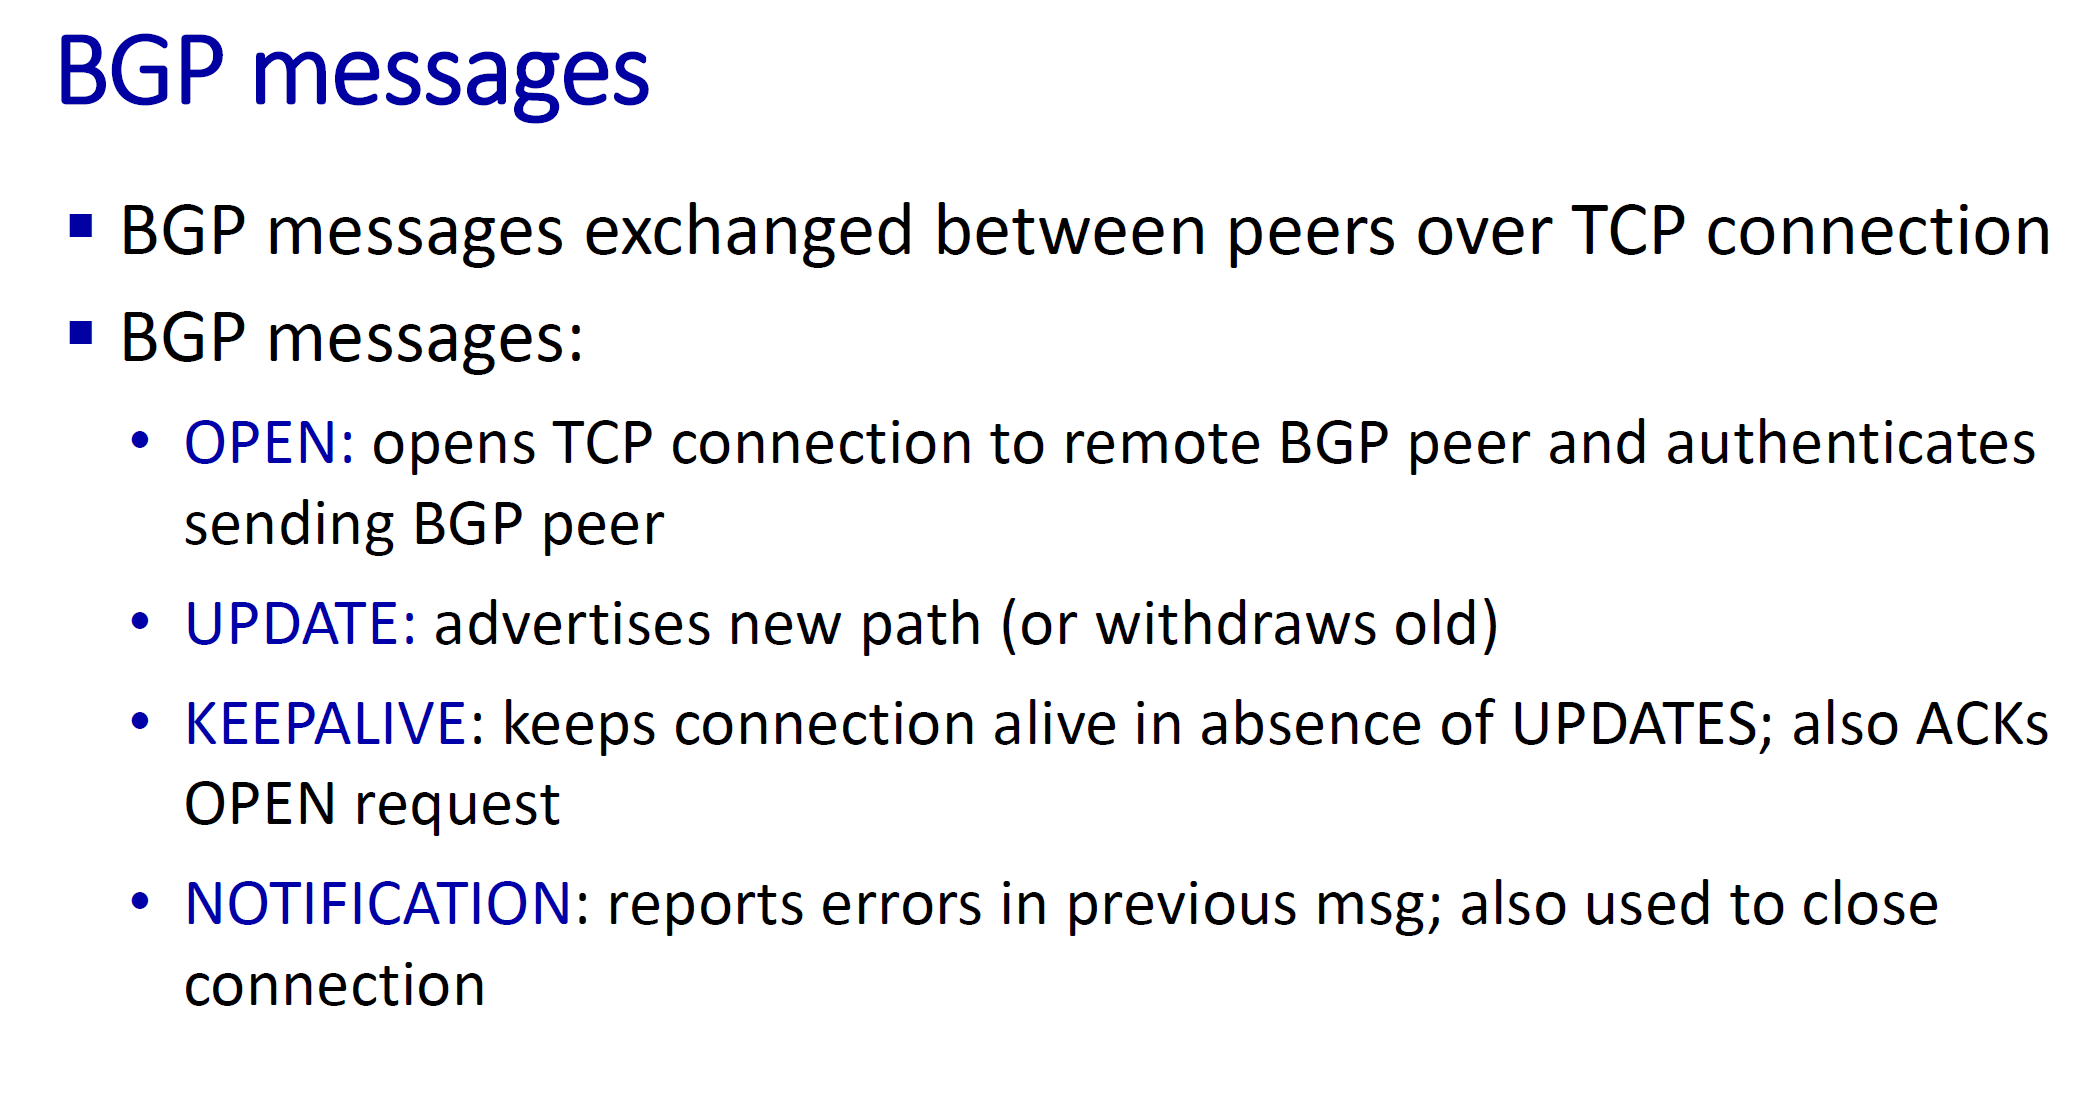 BGP messages
▪ BGP messages exchanged between peers over TCP connection
▪ BGP messages:
• OPEN: opens TCP connection to remote BGP peer and authenticates
sending BGP peer
• UPDATE: advertises new path (or withdraws old)
• KEEPALIVE: keeps connection alive in absence of UPDATES; also ACKs
OPEN request
• NOTIFICATION: reports errors in previous msg; also used to close
connection